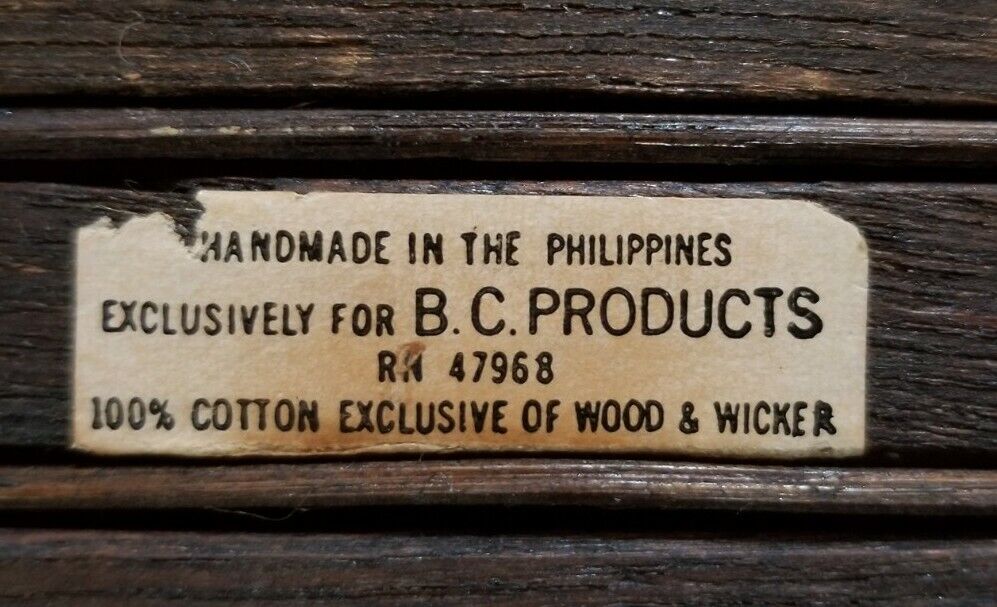 HANDMADE IN THE PHILIPPINES
EXCLUSIVELY FOR B.C. PRODUCTS
RN 47968
100% COTTON EXCLUSIVE OF WOOD & WICKER